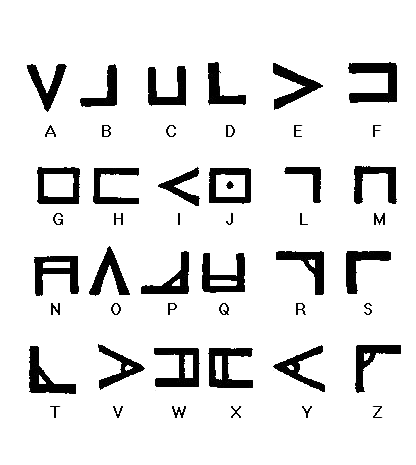 A B C D E F
G H I J L M
N O P Q R S
T V W X Y Z